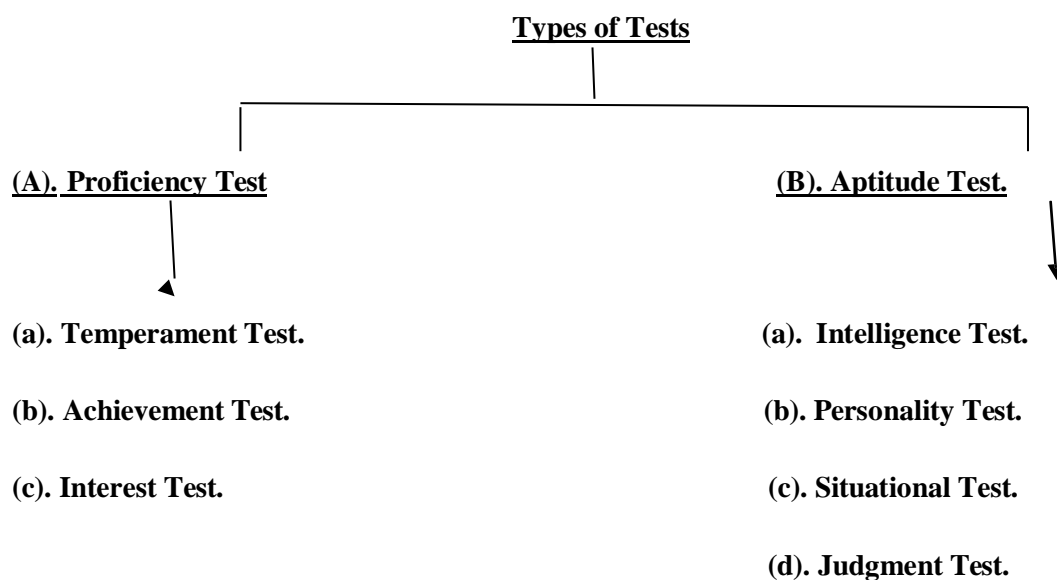 Types of Tests
(A). Proficiency Test
(B). Aptitude Test.
(a). Temperament Test.
(a). Intelligence Test.
(b). Achievement Test.
(b). Personality Test.
(c). Interest Test.
(c). Situational Test.
(d). Judgment Test.